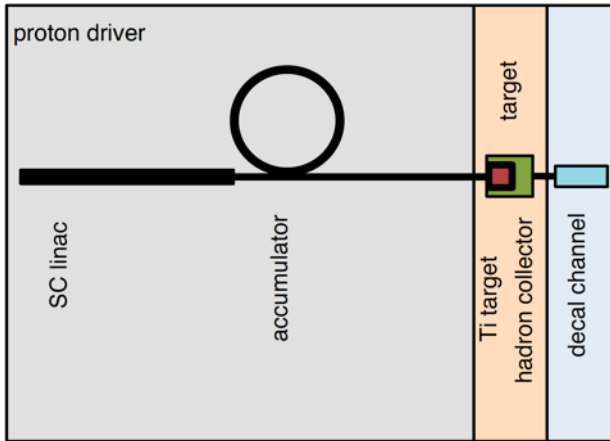 proton driver
SC linac
accumulator
target
Ti target
hadron collector
decal channel